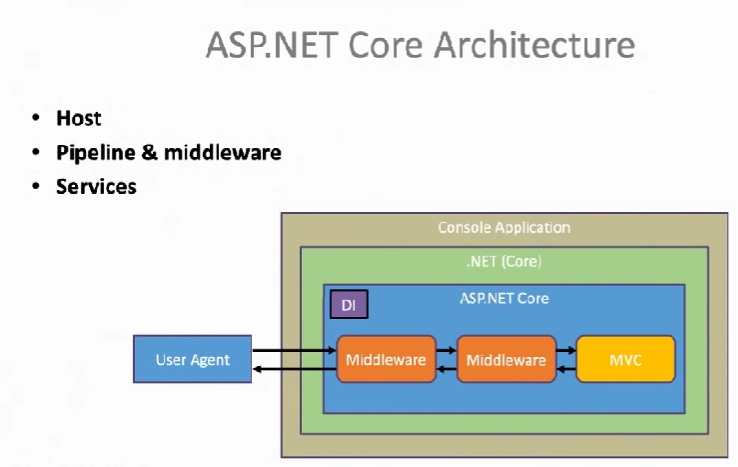 ASP.NET Core Architecture
• Host
• Pipeline & middleware
• Services
Console Application
.NET (Core)
DI
ASP.NET Core
User Agent
Middleware
Middleware
MVC